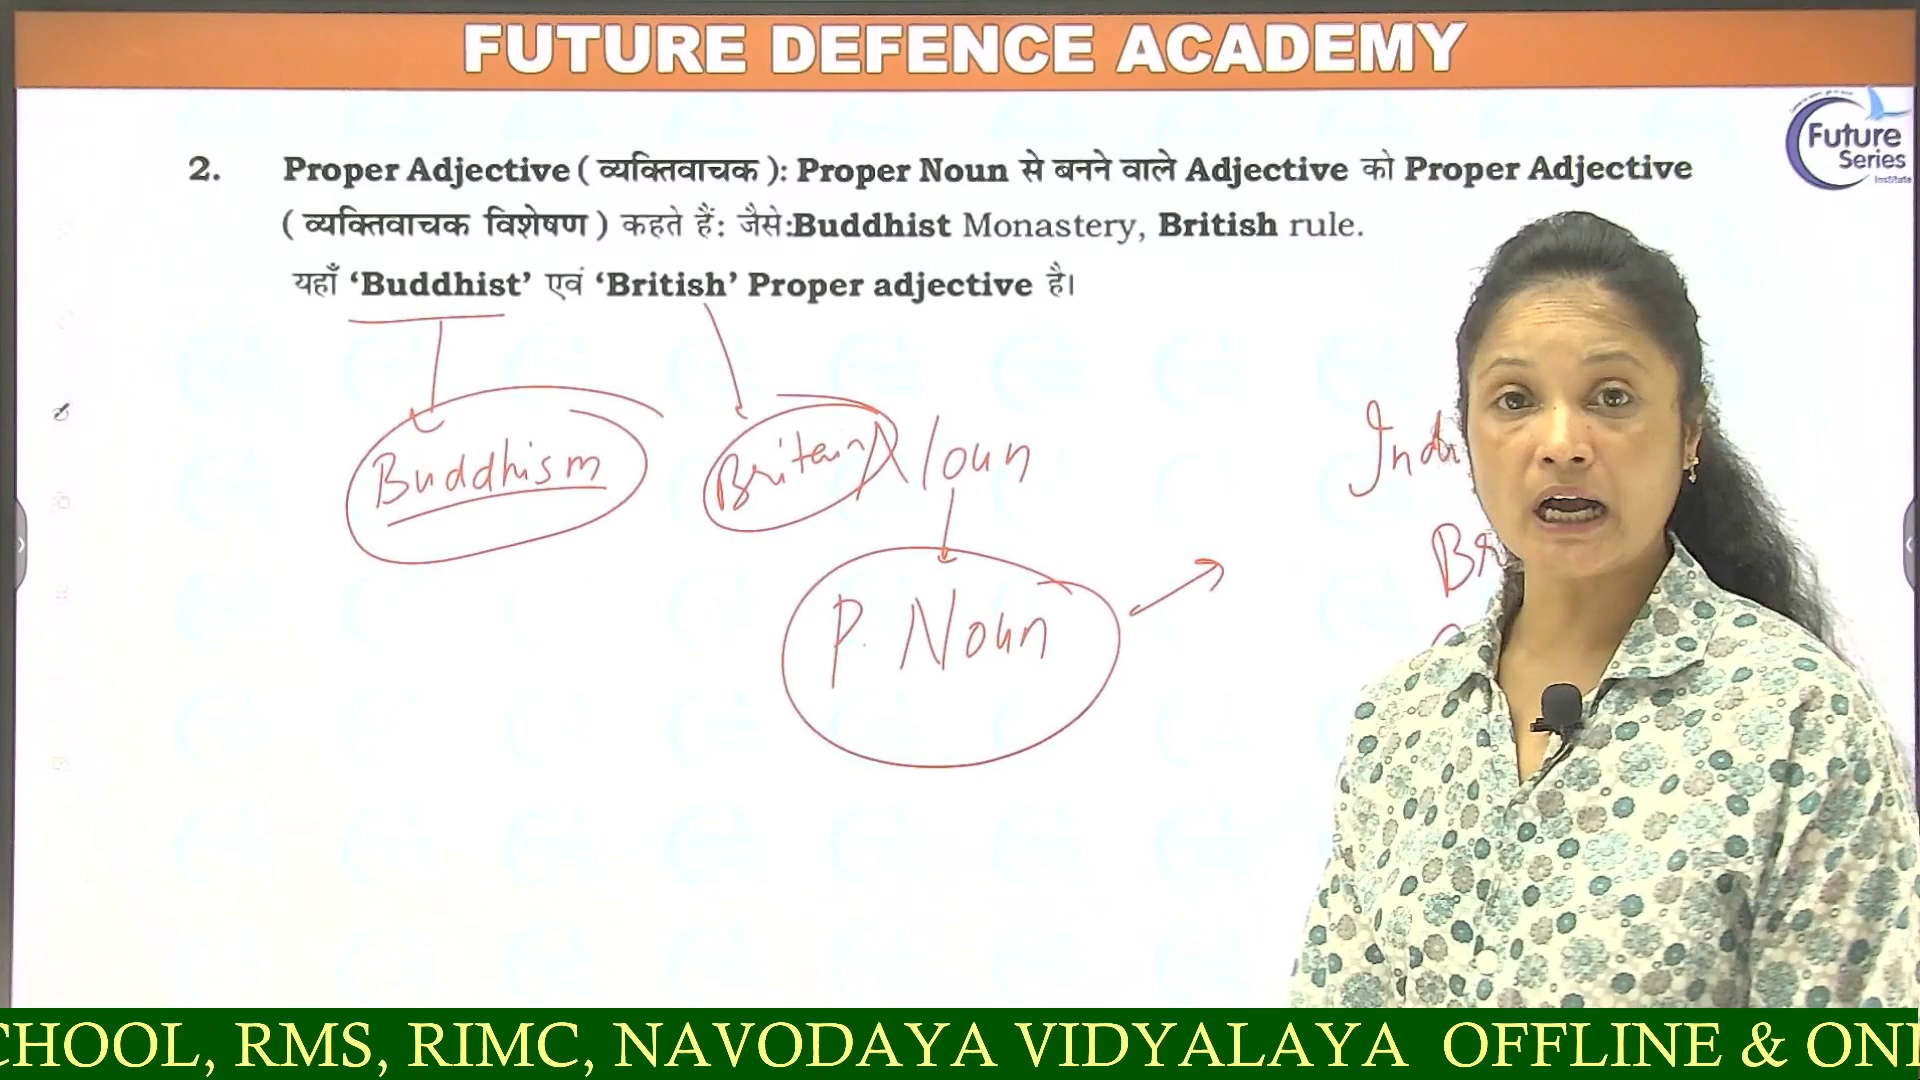 FUTURE DEFENCE ACADEMY
Future
Series
Institute
2. Proper Adjective ( व्यक्तिवाचक ): Proper Noun से बनने वाले Adjective को Proper Adjective
( व्यक्तिवाचक विशेषण ) कहते हैं: जैसे:Buddhist Monastery, British rule.
यहाँ ‘Buddhist’ एवं ‘British’ Proper adjective है।
Buddhism Britain Noun
P. Noun
CHOOL, RMS, RIMC, NAVODAYA VIDYALAYA OFFLINE & ONL